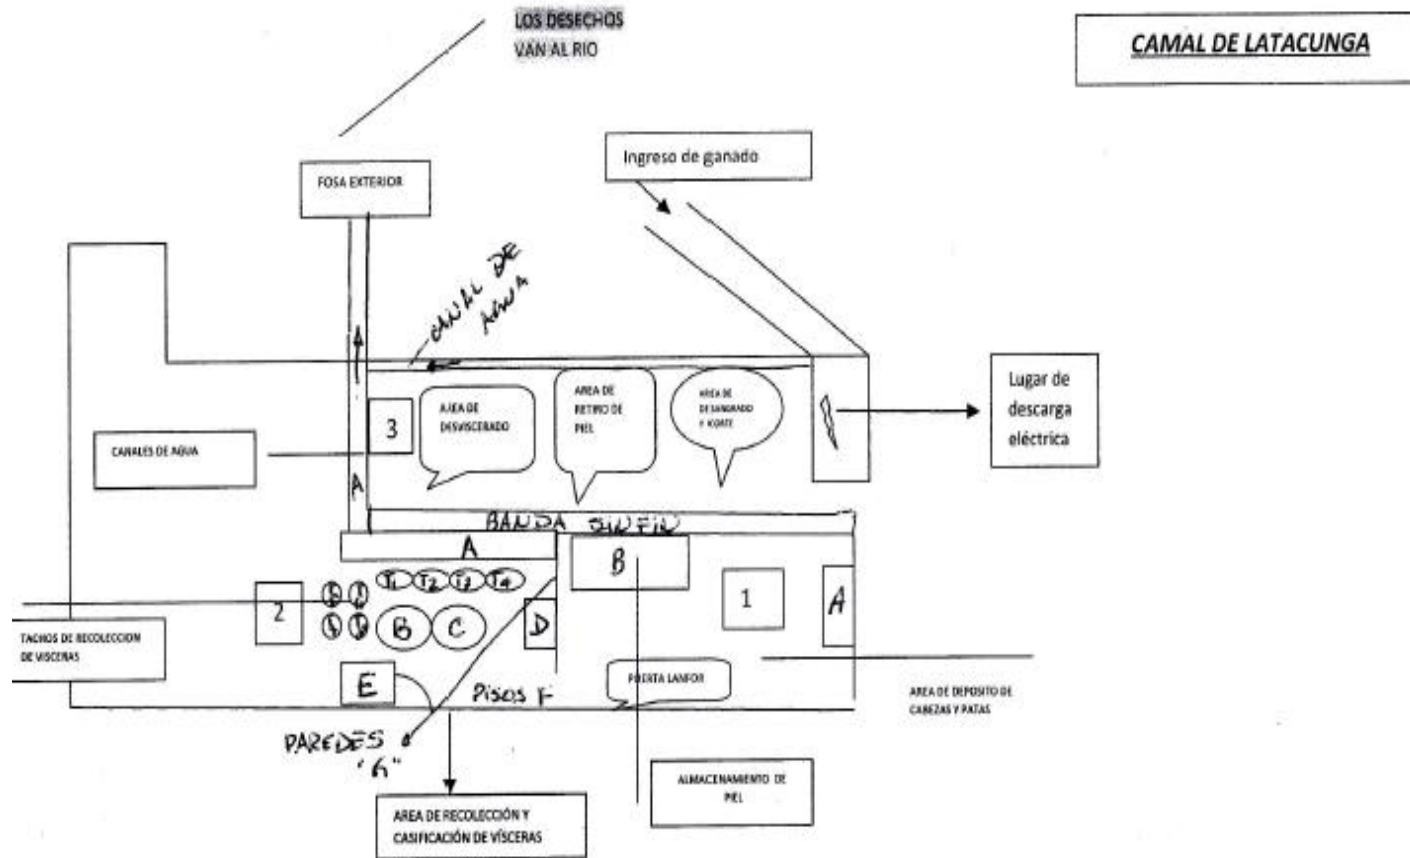 LOS DESECHOS
VAN AL RIO
CAMAL DE LATACUNGA
FOSA EXTERIOR
Ingreso de ganado
CANAL DE
AGUA
Lugar de
descarga
eléctrica
3
AREA DE
DESVISCERADO
AREA DE
RETIRO DE
PIEL
AREA DE
DESANGRADO
Y
CANALES DE AGUA
A
BANDA SINFIN
A
B
1
A
T1 T2 T3 T4
2
B
C
D
E
TACHOS DE RECOLECCION
DE VISCERAS
PUERTA LANFOR
Pisos F
AREA DE DEPOSITO DE
CABEZAS Y PATAS
PAREDES
"G"
ALMACENAMIENTO DE
PIEL
AREA DE RECOLECCIÓN Y
CASIFICACIÓN DE VÍSCERAS